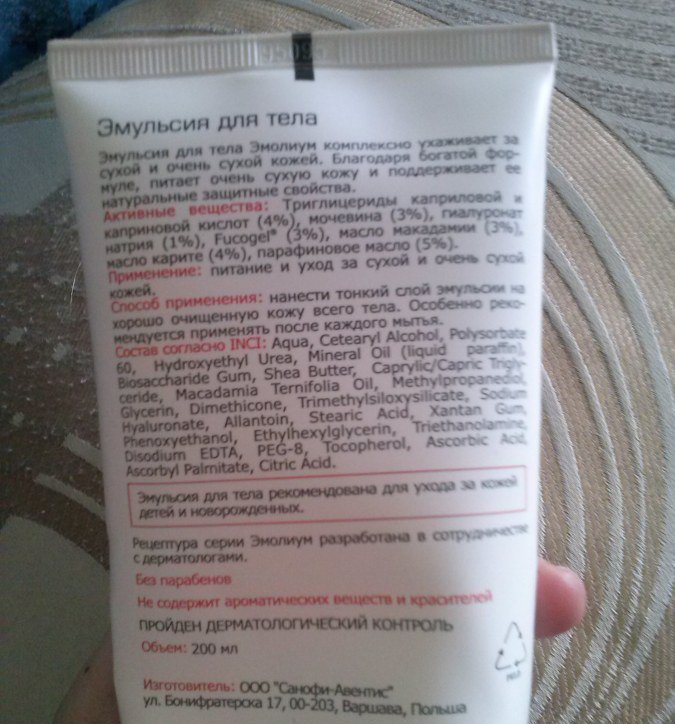 Эмульсия для тела
Эмульсия для тела Эмолиум комплексно ухаживает за
сухой и очень сухой кожей. Благодаря богатой фор-
муле, питает очень сухую кожу и поддерживает ее
натуральные защитные свойства.
Активные вещества: Триглицериды каприловой и
каприновой кислот (4%), мочевина (3%), гиалуронат
натрия (1%), Fucogel® (3%), масло макадамии (3%),
масло карите (4%), парафиновое масло (5%).
Применение: питание и уход за сухой и очень сухой
кожей.
Способ применения: нанести тонкий слой эмульсии на
хорошо очищенную кожу всего тела. Особенно реко-
мендуется применять после каждого мытья.
Состав согласно INCI: Aqua, Cetearyl Alcohol, Polysorbate
60, Hydroxyethyl Urea, Mineral Oil (liquid paraffin),
Biosaccharide Gum, Shea Butter, Caprylic/Capric Trigly-
ceride, Macadamia Ternifolia Oil, Methylpropanediol,
Glycerin, Dimethicone, Trimethylsiloxysilicate, Sodium
Hyaluronate, Allantoin, Stearic Acid, Xantan Gum,
Phenoxyethanol, Ethylhexylglycerin, Triethanolamine,
Disodium EDTA, PEG-8, Tocopherol, Ascorbic Acid,
Ascorbyl Palmitate, Citric Acid.
Эмульсия для тела рекомендована для ухода за кожей
детей и новорожденных.
Рецептура серии Эмолиум разработана в сотрудничестве
с дерматологами.
Без парабенов
Не содержит ароматических веществ и красителей
ПРОЙДЕН ДЕРМАТОЛОГИЧЕСКИЙ КОНТРОЛЬ
Объем: 200 мл
Изготовитель: ООО "Санофи-Авентис"
ул. Бонифратерска 17, 00-203, Варшава, Польша